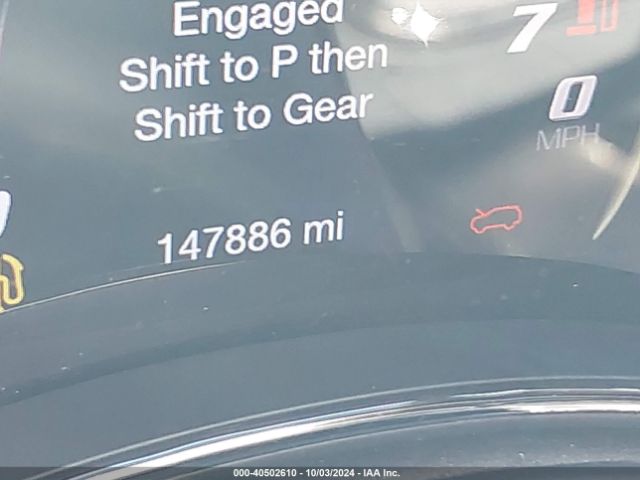 Engaged
Shift to P then
Shift to Gear
7
0
MPH
147886 mi
000-40502610 - 10/03/2024 - IAA Inc.